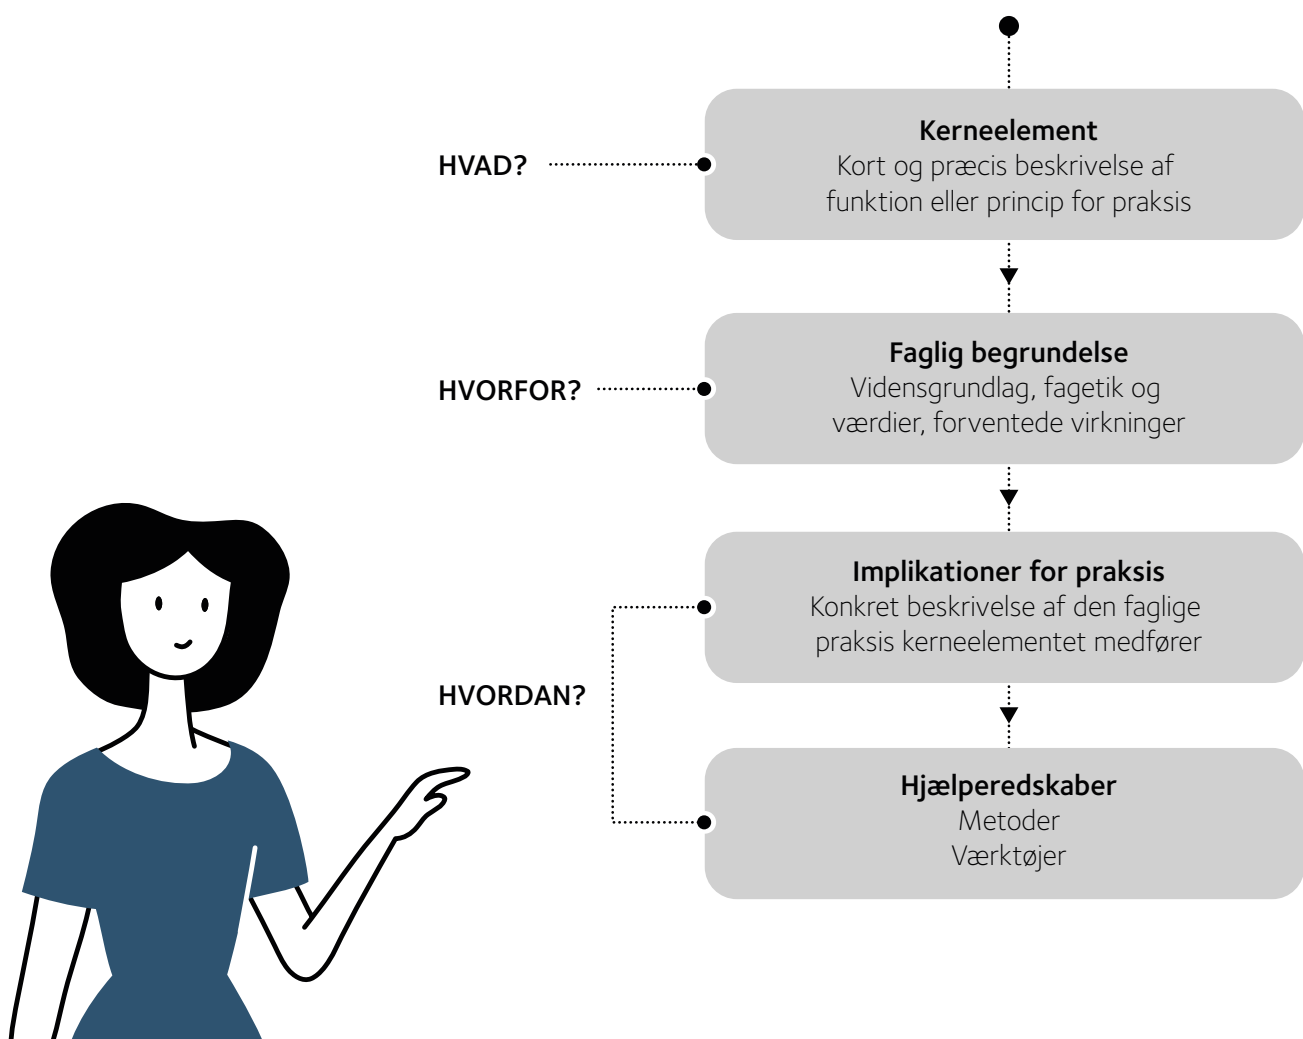 HVAD?
Kerneelement
Kort og præcis beskrivelse af
funktion eller princip for praksis
HVORFOR?
Faglig begrundelse
Vidensgrundlag, fagetik og
værdier, forventede virkninger
HVORDAN?
Implikationer for praksis
Konkret beskrivelse af den faglige
praksis kerneelementet medfører
Hjælperedskaber
Metoder
Værktøjer